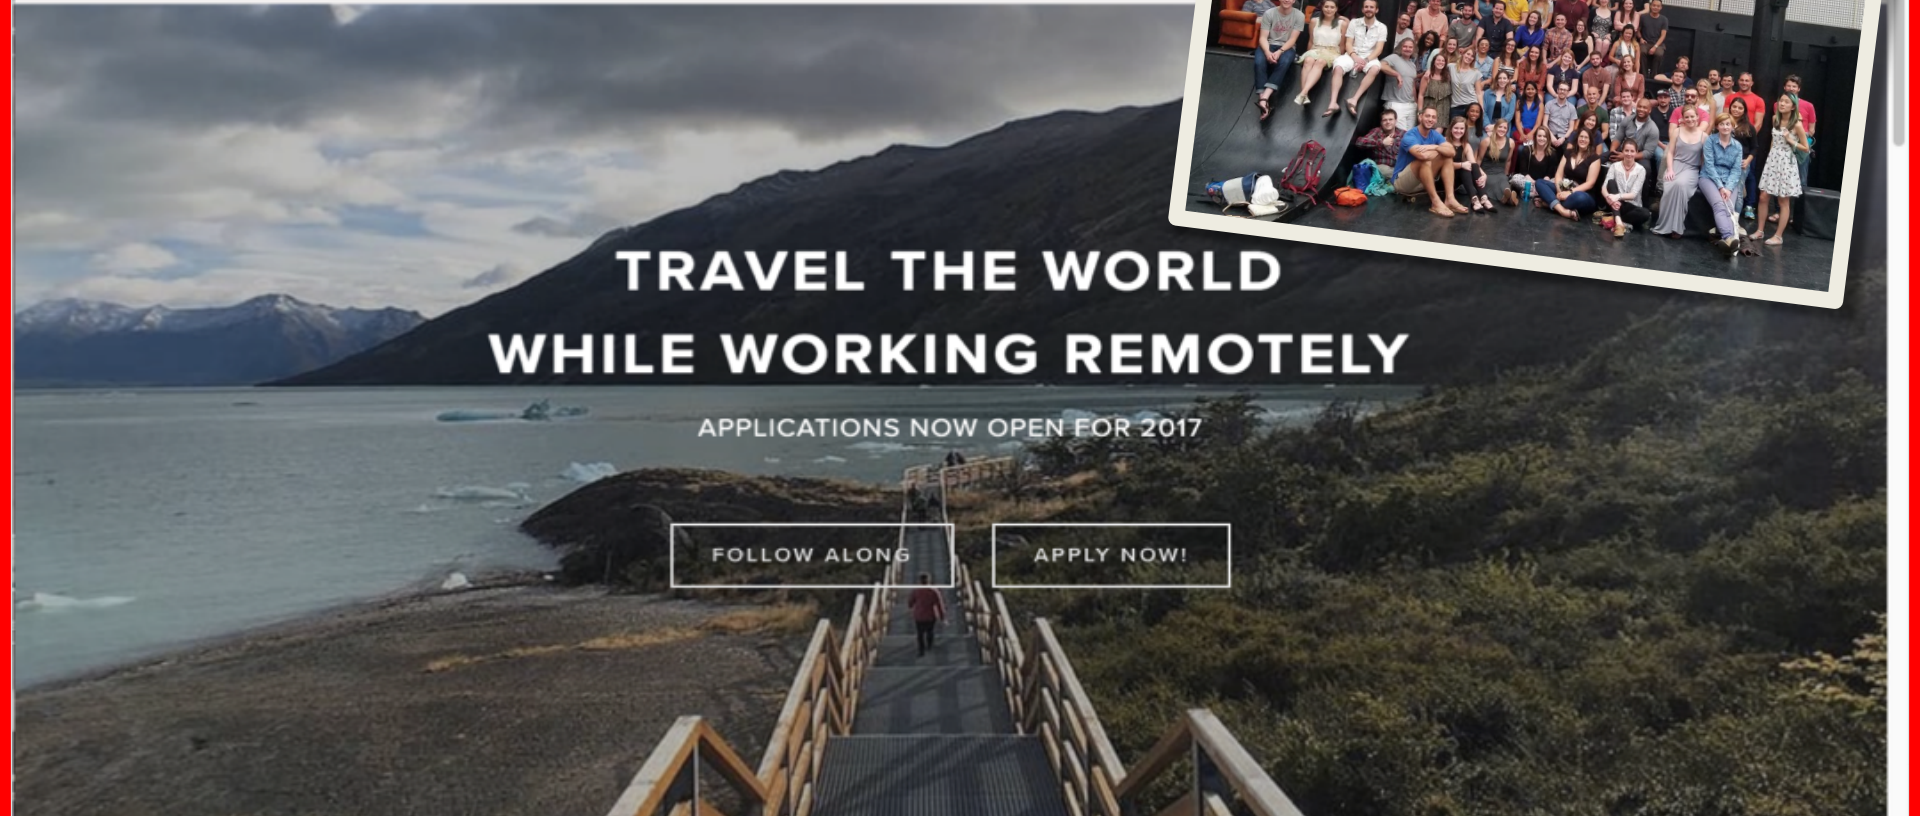 TRAVEL THE WORLD
WHILE WORKING REMOTELY
APPLICATIONS NOW OPEN FOR 2017
FOLLOW ALONG
APPLY NOW!